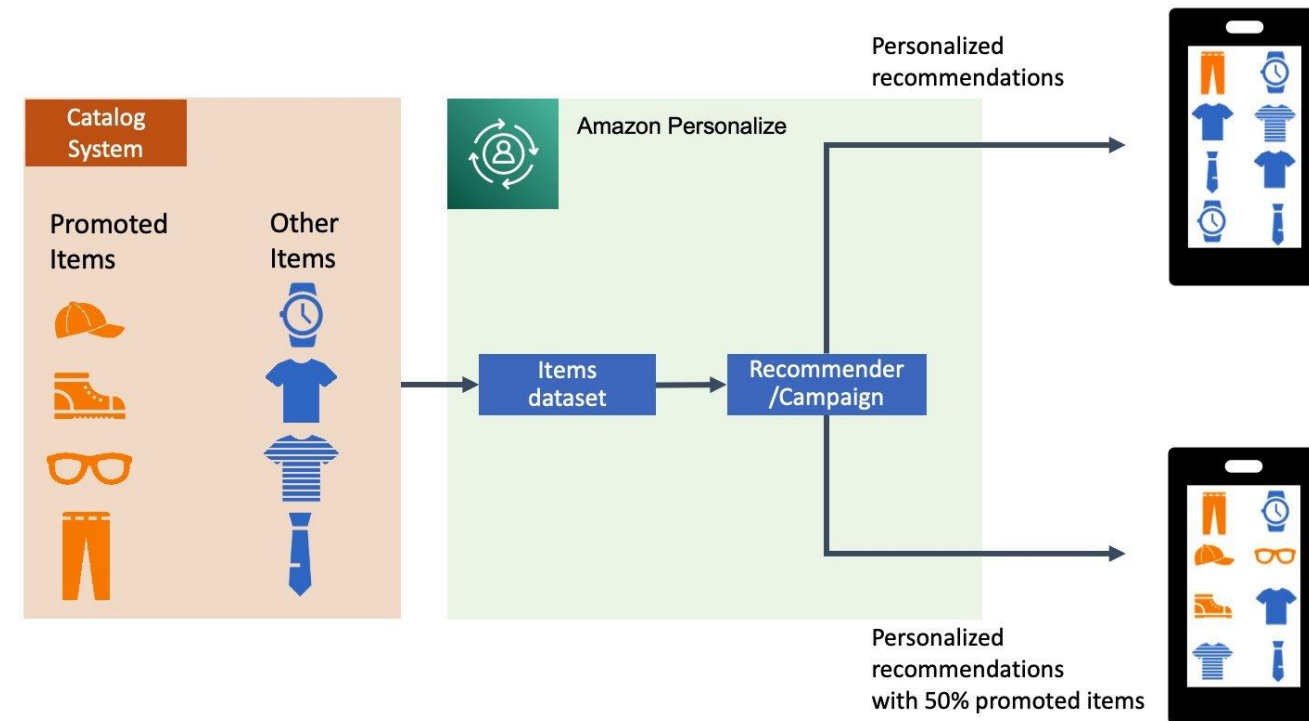 Personalized
recommendations
Catalog
System
Amazon Personalize
Promoted
Items
Other
Items
Items
dataset
Recommender
/Campaign
Personalized
recommendations
with 50% promoted items